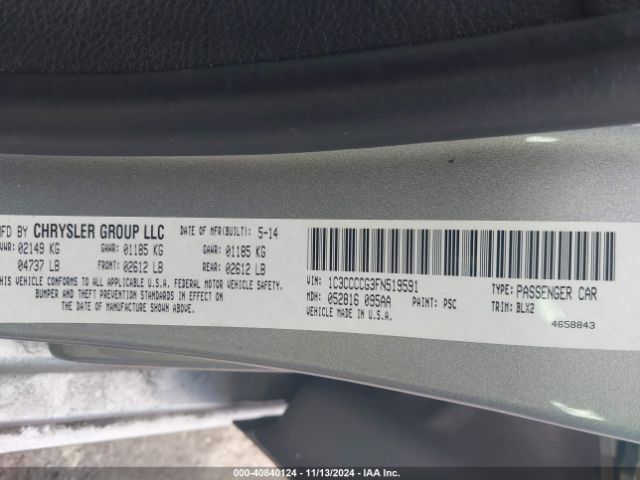 MFD BY CHRYSLER GROUP LLC DATE OF MFR(BUILT): 5-14
GVWR: 02149 KG GAWR: 01185 KG GAWR: 01185 KG
04737 LB FRONT: 02612 LB REAR: 02612 LB
THIS VEHICLE CONFORMS TO ALL APPLICABLE U.S.A. FEDERAL MOTOR VEHICLE SAFETY,
BUMPER AND THEFT PREVENTION STANDARDS IN EFFECT ON
THE DATE OF MANUFACTURE SHOWN ABOVE.
VIN: 1C3CCCCG3FN519591 TYPE: PASSENGER CAR
MDH: 052816 095AA PAINT: PSC TRIM: BLX2
VEHICLE MADE IN U.S.A. 4658843
000-40840124 - 11/13/2024 - IAA Inc.